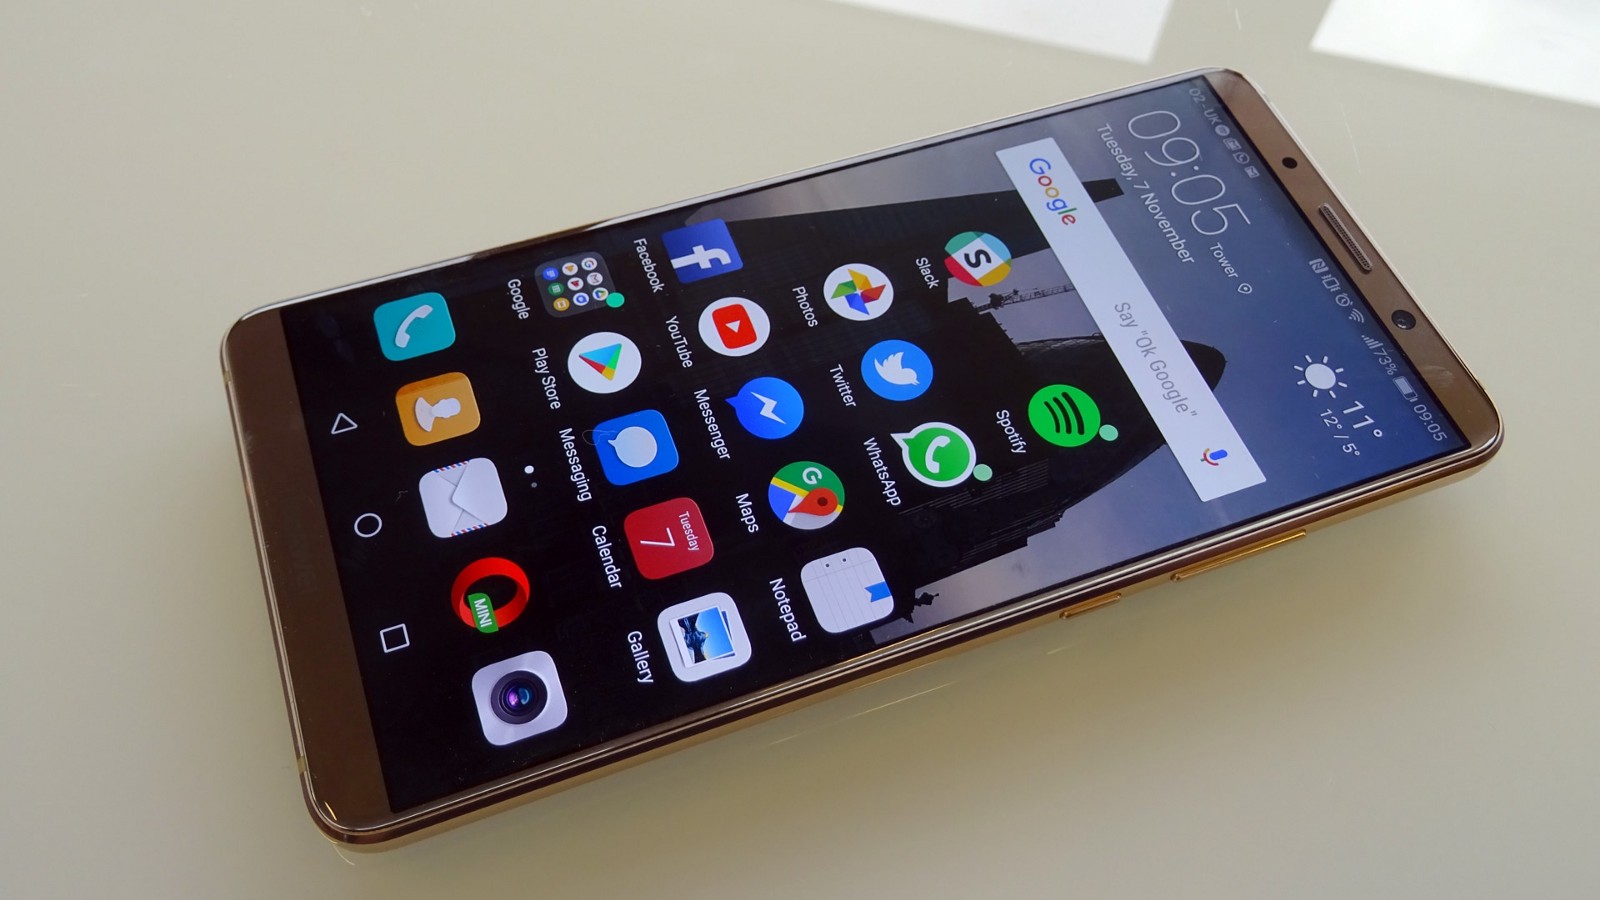 O2 - UK
73%
09:05
09:05
Tuesday, 7 November
Tower
11°
12° / 5°
Google
Say "Ok Google"
Slack
Spotify
Photos
Twitter
WhatsApp
Facebook
YouTube
Messenger
Maps
Notepad
Google
Play Store
Messaging
Tuesday
7
Calendar
Gallery
MINI